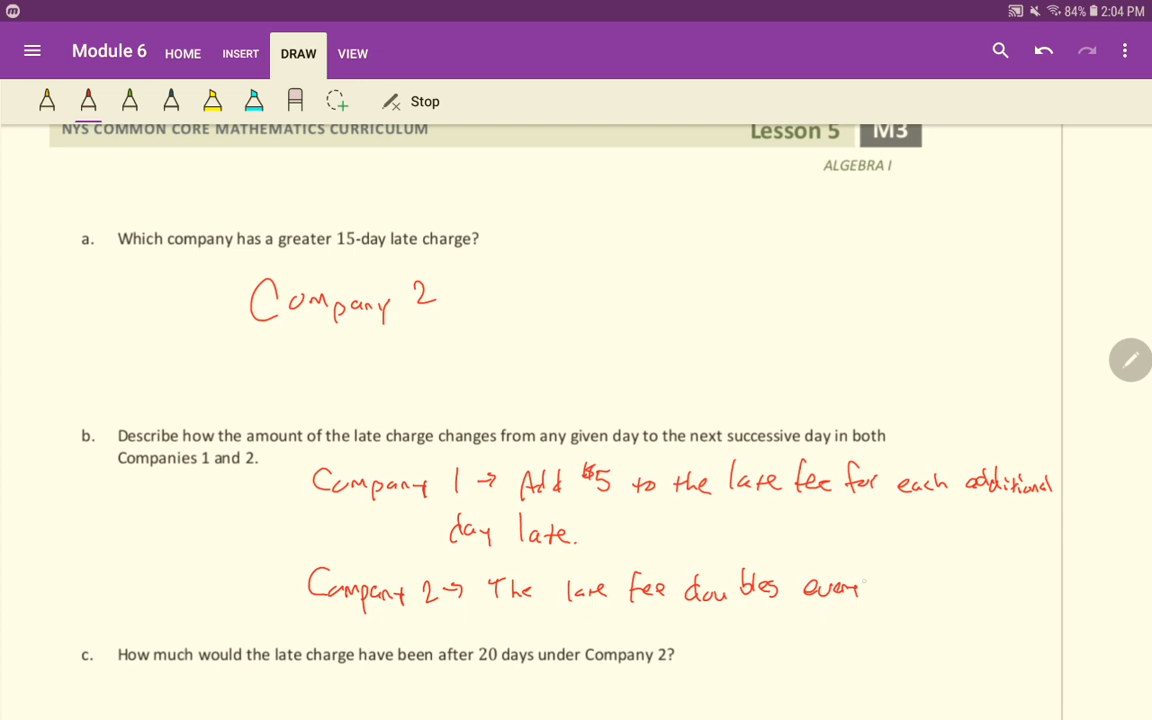 84% 2:04 PM
Module 6 HOME INSERT DRAW VIEW
Stop
NYS COMMON CORE MATHEMATICS CURRICULUM Lesson 5 M3
ALGEBRA I
a. Which company has a greater 15-day late charge?
Company 2
b. Describe how the amount of the late charge changes from any given day to the next successive day in both
Companies 1 and 2.
Company 1 → Add $5 to the late fee for each additional
day late.
Company 2 → The late fee doubles every
c. How much would the late charge have been after 20 days under Company 2?